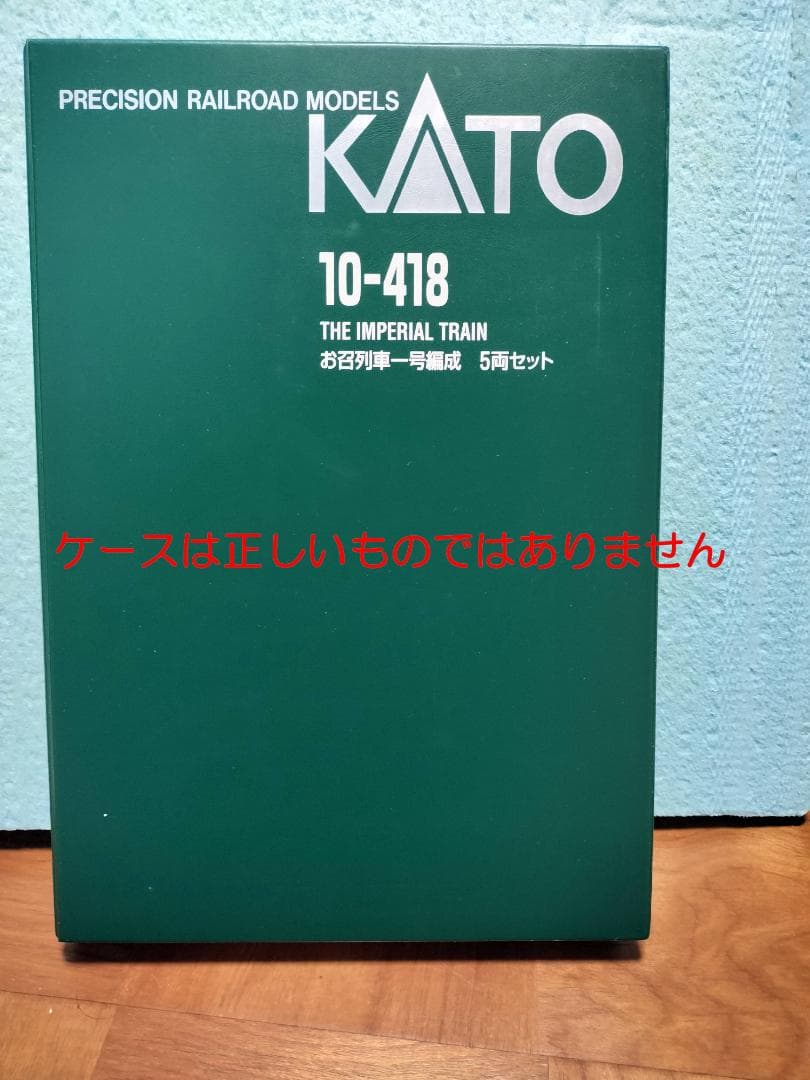 PRECISION RAILROAD MODELS
KATO
10-418
THE IMPERIAL TRAIN
お召列車一号編成 5両セット
ケースは正しいものではありません